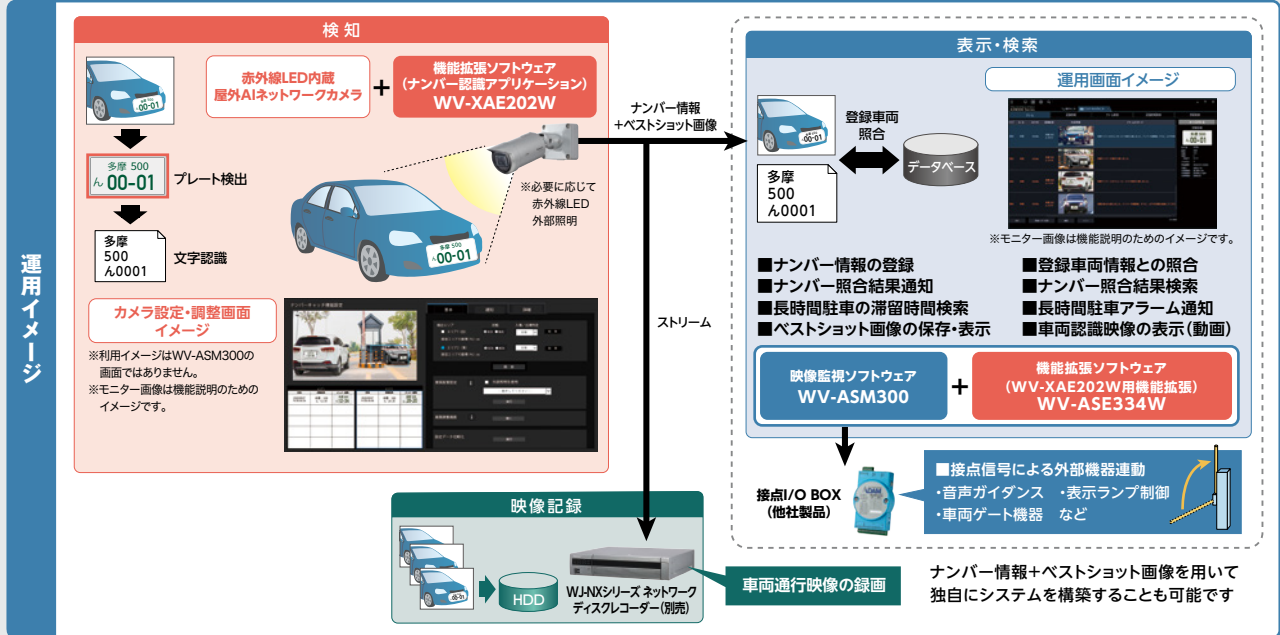 運用イメージ
検知
赤外線LED内蔵
屋外AIネットワークカメラ
+
機能拡張ソフトウェア
(ナンバー認識アプリケーション)
WV-XAE202W
00-01
多摩 500
ん 00-01
プレート検出
多摩
500
ん0001
文字認識
多摩 500
00-01
※必要に応じて
赤外線LED
外部照明
カメラ設定・調整画面
イメージ
※利用イメージはWV-ASM300の
画面ではありません。
※モニター画像は機能説明のための
イメージです。
ナンバー情報
+ベストショット画像
ストリーム
表示・検索
運用画面イメージ
00-01
登録車両
照合
データベース
多摩
500
ん0001
※モニター画像は機能説明のためのイメージです。
■ナンバー情報の登録
■ナンバー照合結果通知
■長時間駐車の滞留時間検索
■ベストショット画像の保存・表示
■登録車両情報との照合
■ナンバー照合結果検索
■長時間駐車アラーム通知
■車両認識映像の表示(動画)
映像監視ソフトウェア
WV-ASM300
+
機能拡張ソフトウェア
(WV-XAE202W用機能拡張)
WV-ASE334W
接点I/O BOX
(他社製品)
■接点信号による外部機器連動
・音声ガイダンス ・表示ランプ制御
・車両ゲート機器 など
映像記録
00-01
HDD
WJ-NXシリーズ ネットワーク
ディスクレコーダー(別売)
車両通行映像の録画
ナンバー情報+ベストショット画像を用いて
独自にシステムを構築することも可能です